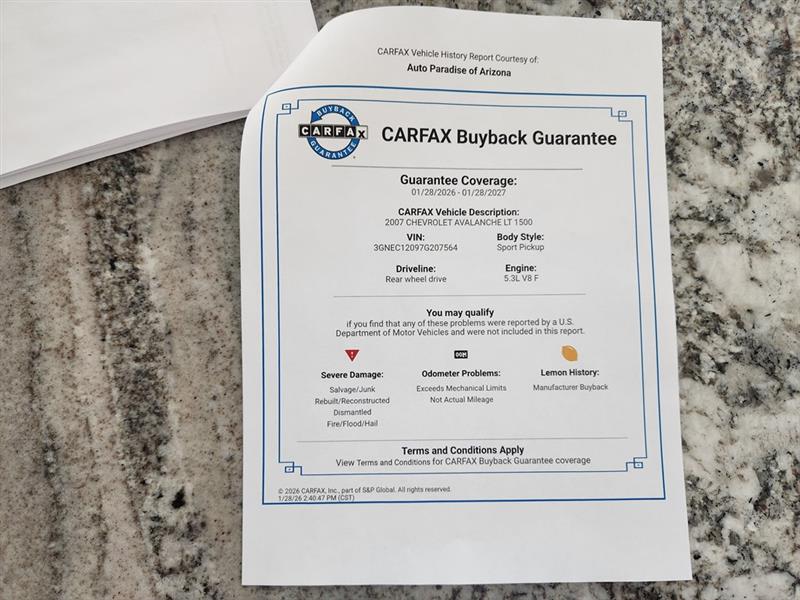 CARFAX Vehicle History Report Courtesy of:
Auto Paradise of Arizona
BUYBACK
CARFAX
GUARANTEE
CARFAX Buyback Guarantee
Guarantee Coverage:
01/28/2026 - 01/28/2027
CARFAX Vehicle Description:
2007 CHEVROLET AVALANCHE LT 1500
VIN:
3GNEC12097G207564
Body Style:
Sport Pickup
Driveline:
Rear wheel drive
Engine:
5.3L V8 F
You may qualify
if you find that any of these problems were reported by a U.S.
Department of Motor Vehicles and were not included in this report.
Severe Damage:
Salvage/Junk
Rebuilt/Reconstructed
Dismantled
Fire/Flood/Hail
Odometer Problems:
Exceeds Mechanical Limits
Not Actual Mileage
Lemon History:
Manufacturer Buyback
Terms and Conditions Apply
View Terms and Conditions for CARFAX Buyback Guarantee coverage
© 2026 CARFAX, Inc., part of S&P Global. All rights reserved.
1/28/26 2:40:47 PM (CST)